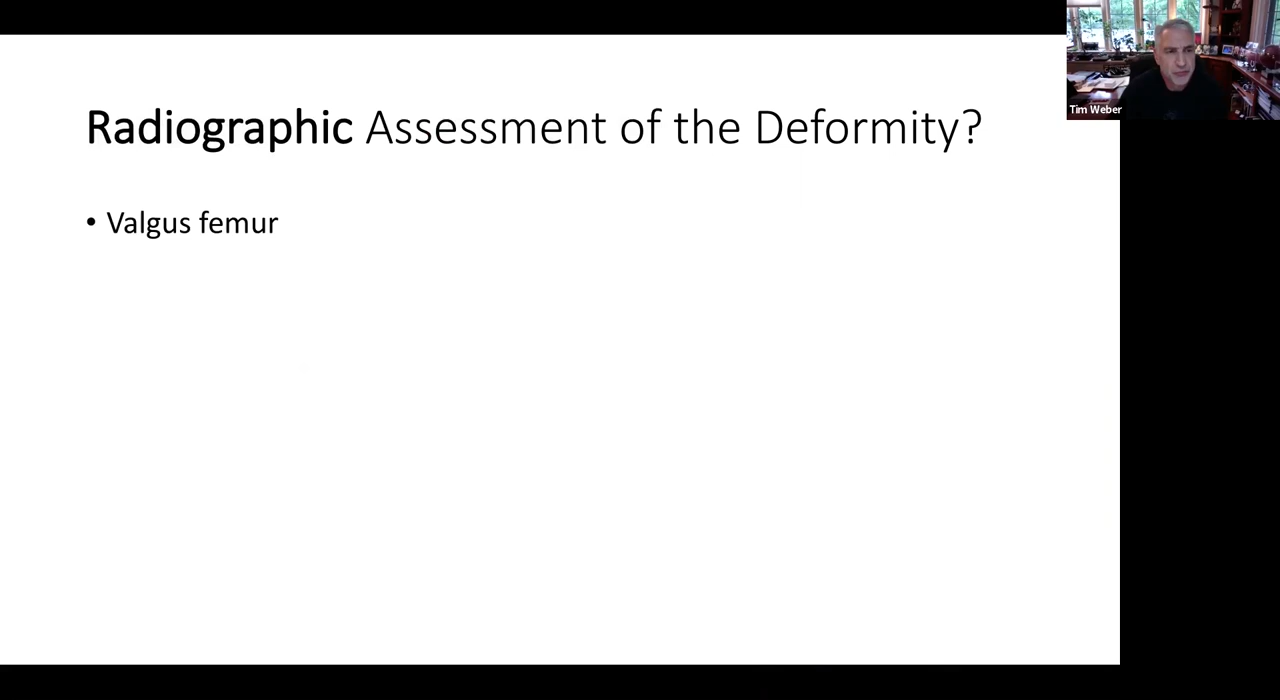 Radiographic Assessment of the Deformity?
• Valgus femur
Tim Weber